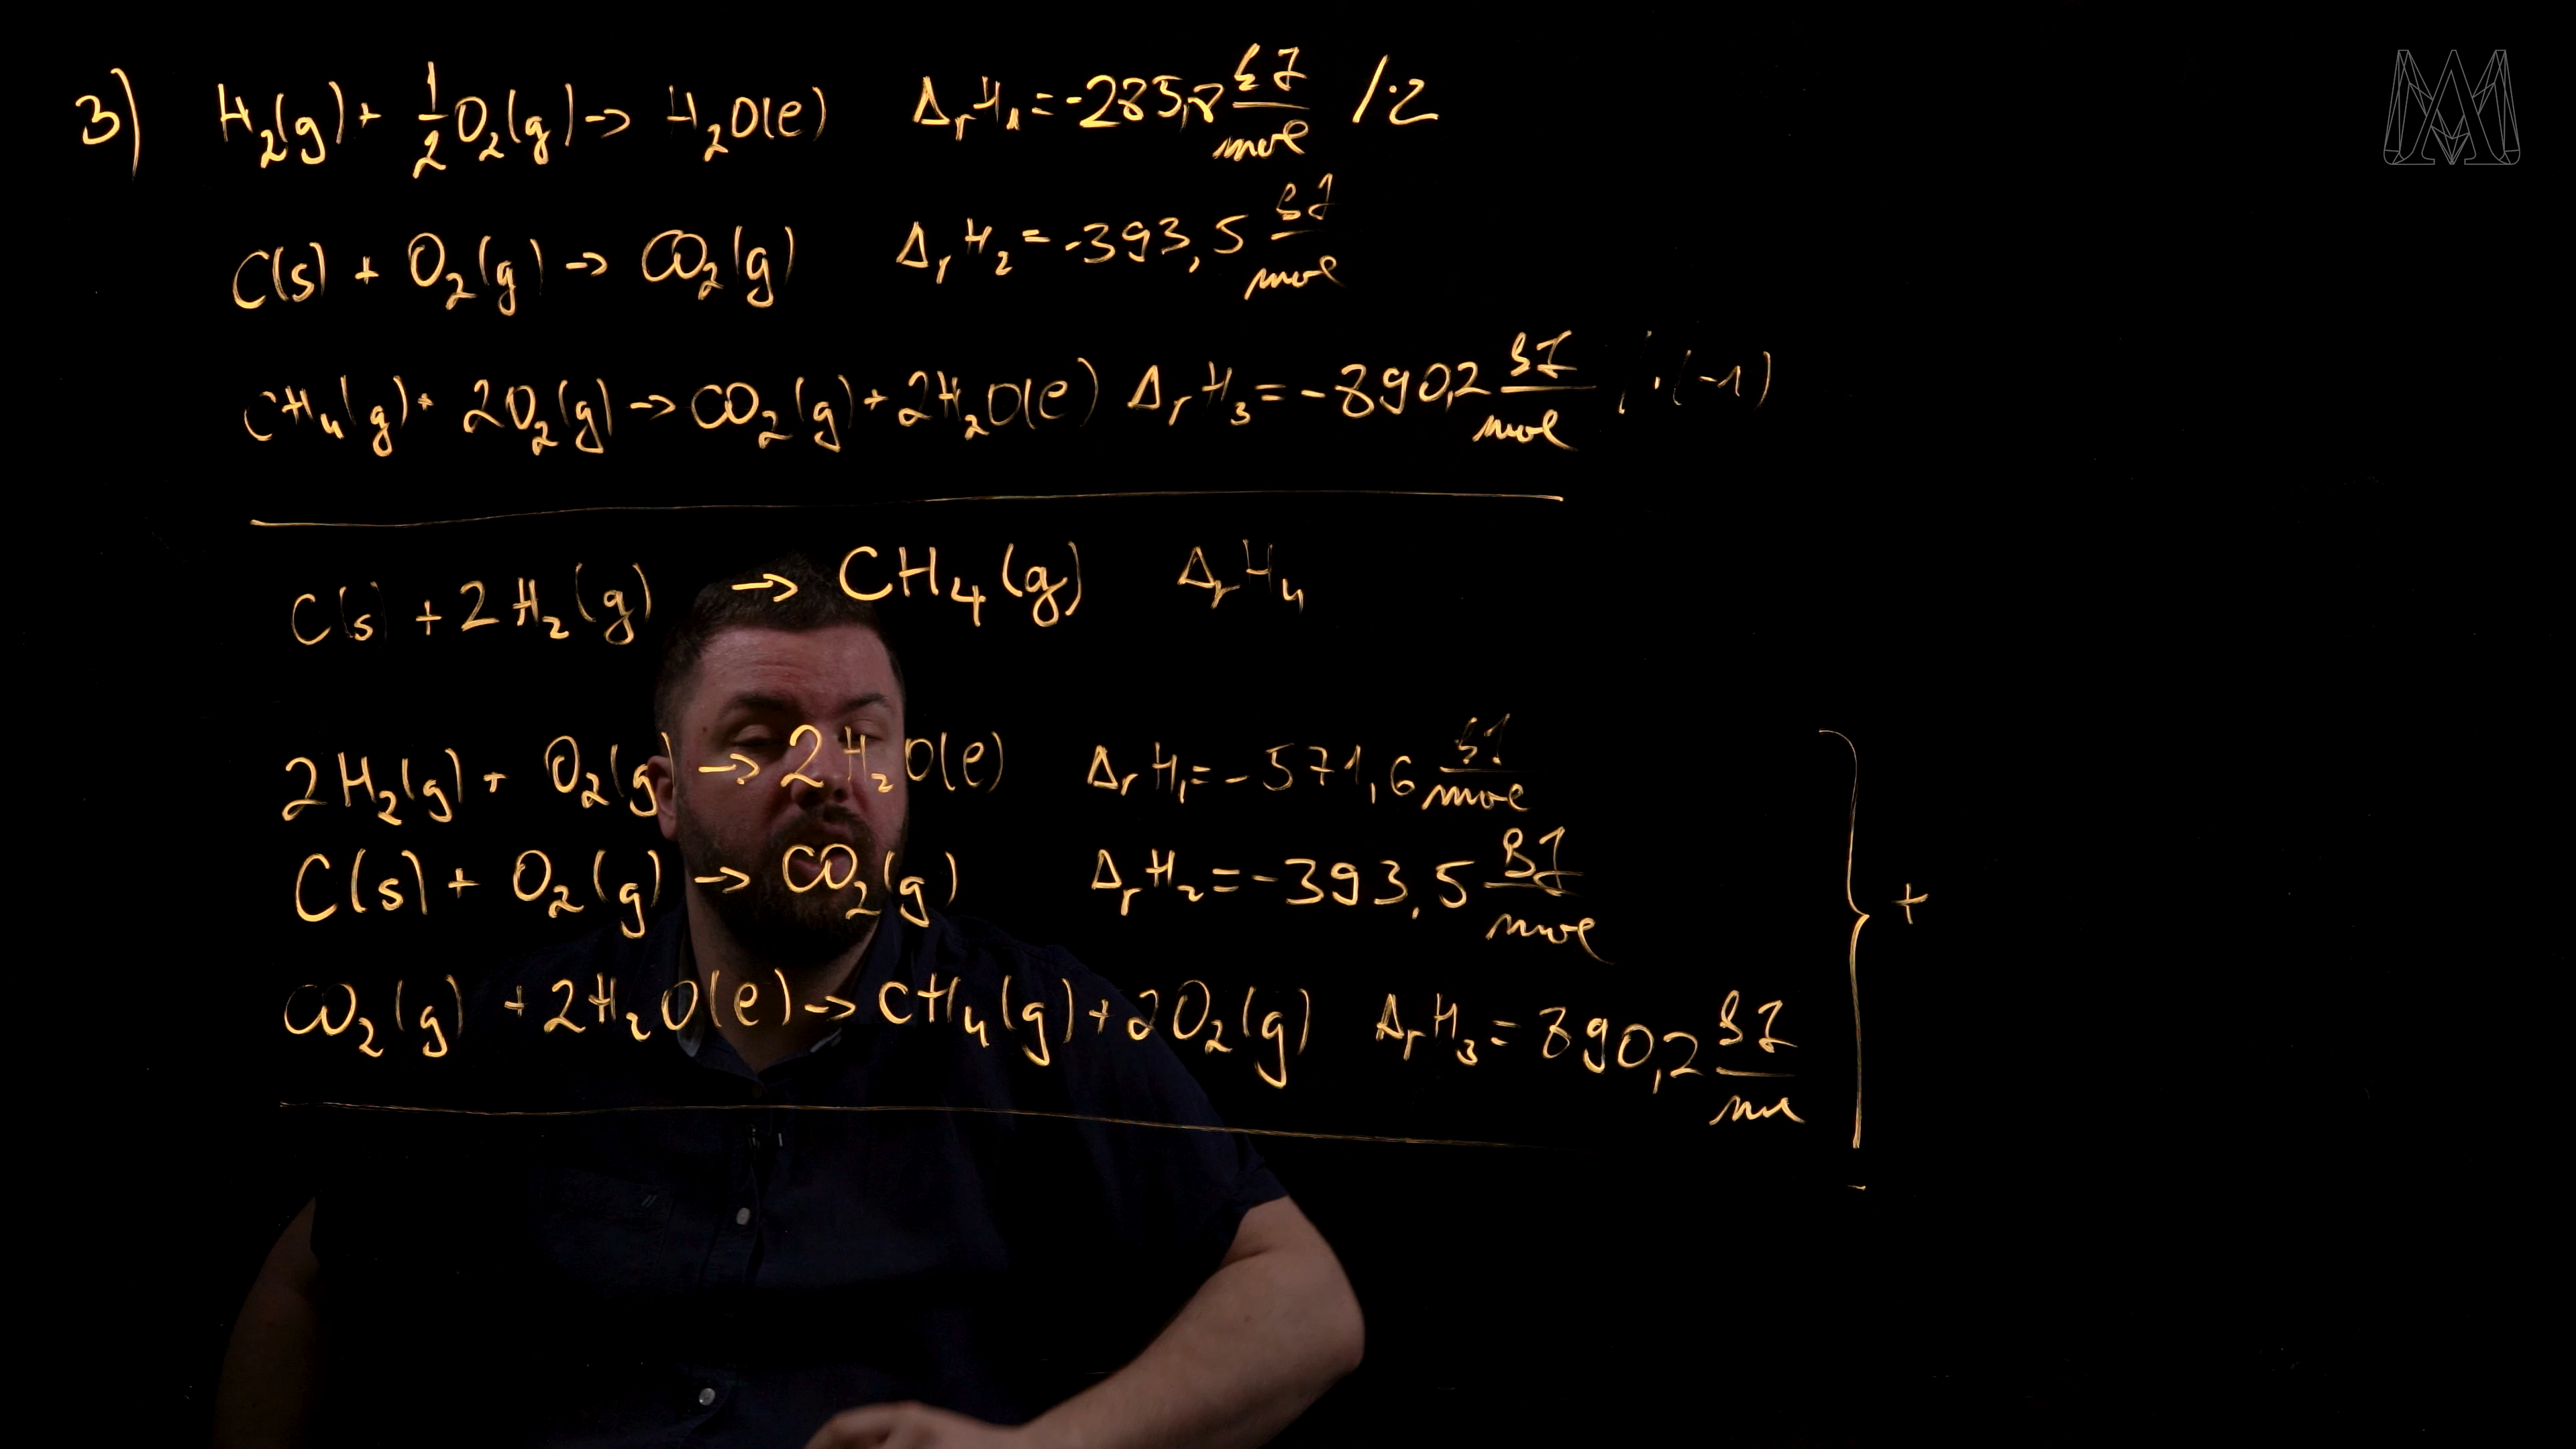 3) H₂(g) + 1/2 O₂(g) → H₂O(l) ΔᵣH₁ = -285,8 kJ/mol /·2
C(s) + O₂(g) → CO₂(g) ΔᵣH₂ = -393,5 kJ/mol
CH₄(g) + 2O₂(g) → CO₂(g) + 2H₂O(l) ΔᵣH₃ = -890,2 kJ/mol /·(-1)
C(s) + 2H₂(g) → CH₄(g) ΔᵣH₄
2H₂(g) + O₂(g) → 2H₂O(l) ΔᵣH₁ = -571,6 kJ/mol
C(s) + O₂(g) → CO₂(g) ΔᵣH₂ = -393,5 kJ/mol } +
CO₂(g) + 2H₂O(l) → CH₄(g) + 2O₂(g) ΔᵣH₃ = 890,2 kJ/mol